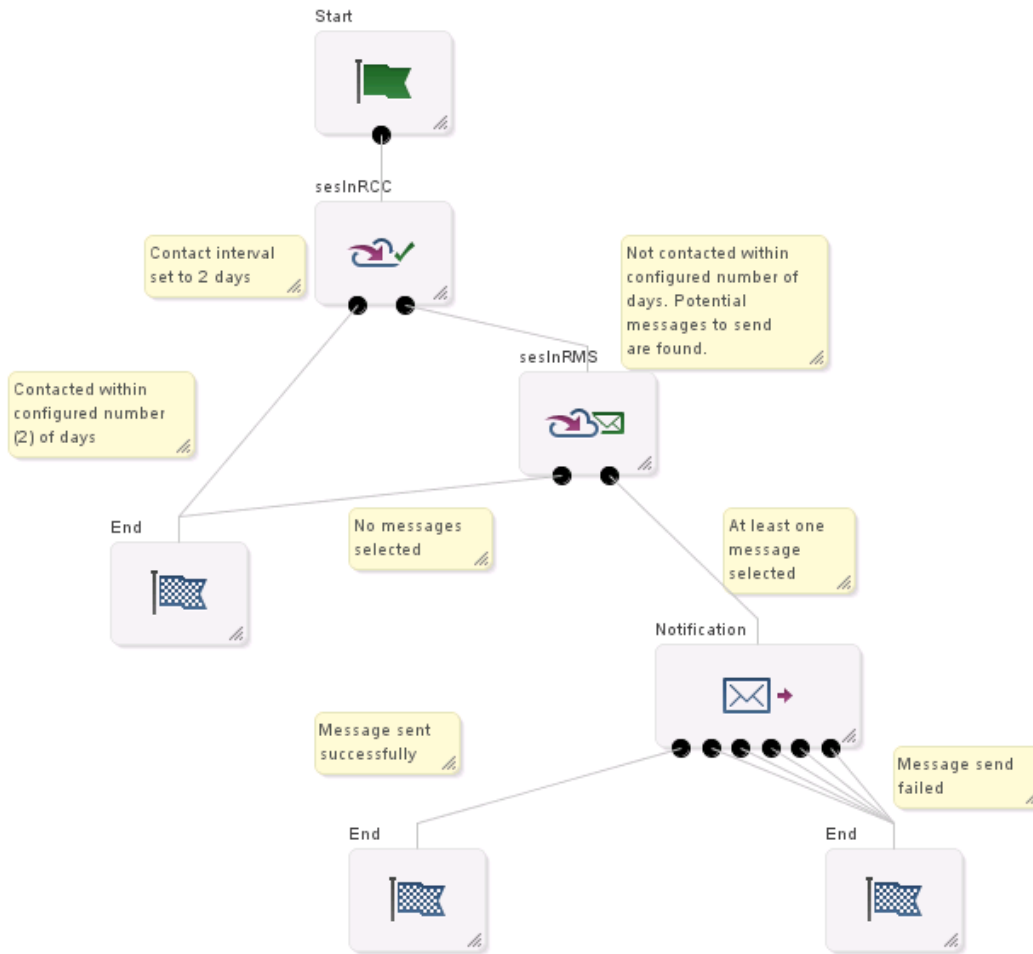 Start
sesInRCC
Contact interval
set to 2 days
Not contacted within
configured number of
days. Potential
messages to send
are found.
sesInRMS
Contacted within
configured number
(2) of days
No messages
selected
At least one
message
selected
End
Notification
Message sent
successfully
Message send
failed
End
End